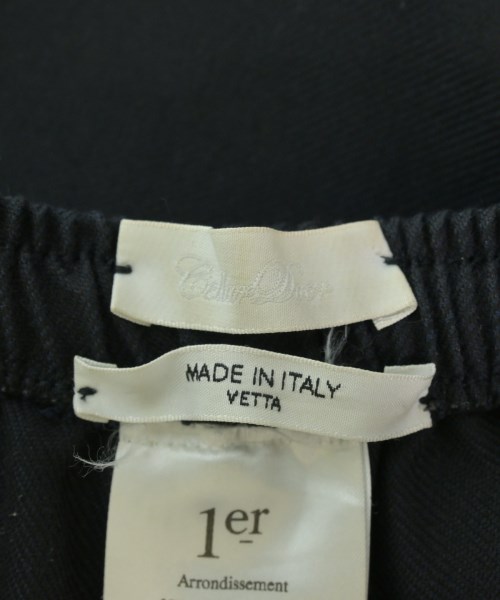 MADE IN ITALY
VETTA
1er
Arrondissement